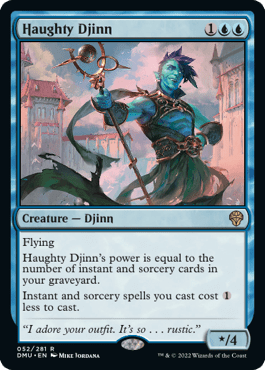 Haughty Djinn 1
Creature — Djinn
Flying
Haughty Djinn's power is equal to the
number of instant and sorcery cards in
your graveyard.
Instant and sorcery spells you cast cost 1
less to cast.
"I adore your outfit. It's so . . . rustic."
*/4
052/281 R
DMU • EN Mike Jordana
™ & © 2022 Wizards of the Coast